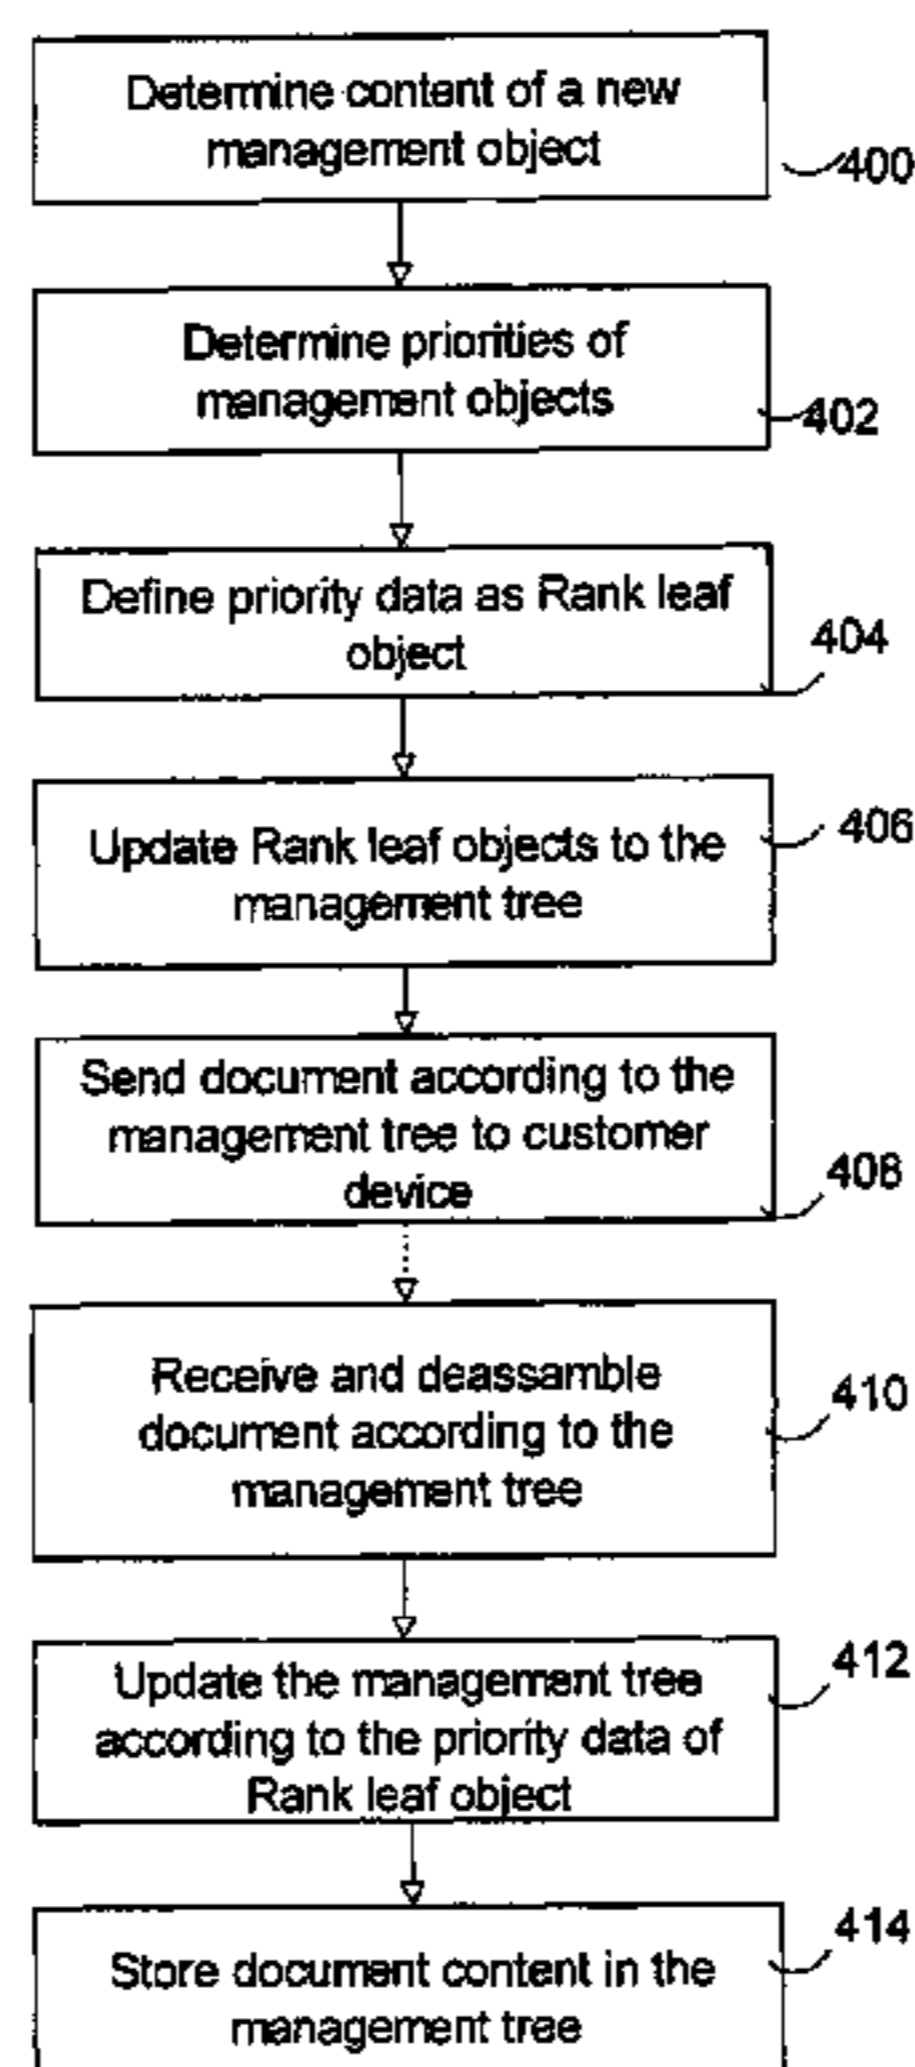 Determine content of a new
management object
400
Determine priorities of
management objects
402
Define priority data as Rank leaf
object
404
Update Rank leaf objects to the
management tree
406
Send document according to the
management tree to customer
device
408
Receive and deassamble
document according to the
management tree
410
Update the management tree
according to the priority data of
Rank leaf object
412
Store document content in the
management tree
414